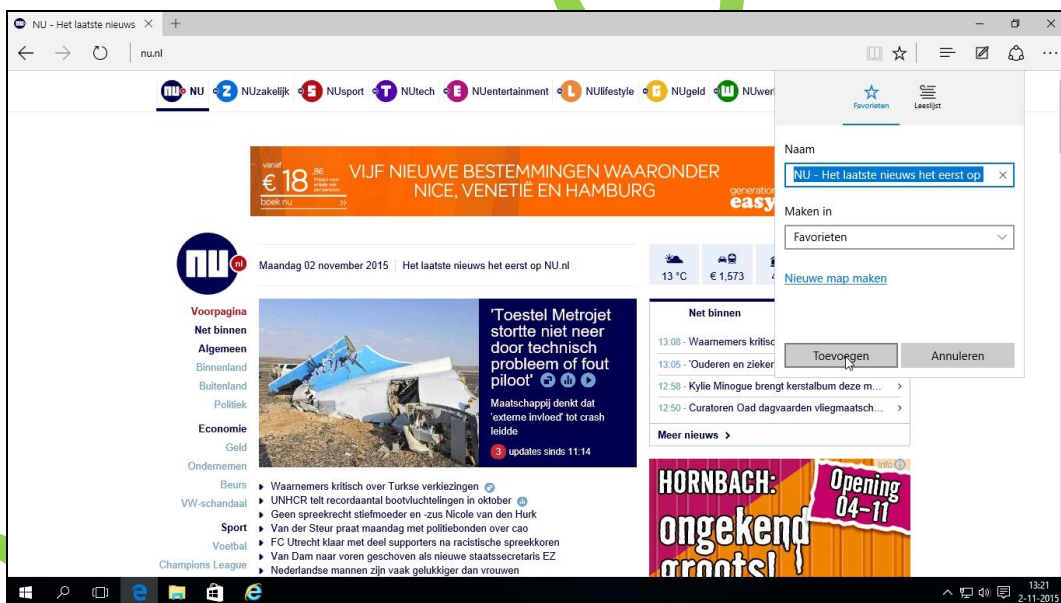 NU - Het laatste nieuws
nu.nl
NU NUzakelijk NUsport NUtech NUentertainment NUlifestyle NUgeld
Favorieten Leeslijst
Naam
NU - Het laatste nieuws het eerst op
Maken in
Favorieten
Nieuwe map maken
Toevoegen Annuleren
vanaf
€ 18 ,86
boek nu >>
VIJF NIEUWE BESTEMMINGEN WAARONDER
NICE, VENETIË EN HAMBURG
nu nl
Maandag 02 november 2015 Het laatste nieuws het eerst op NU.nl
13 °C € 1,573
Voorpagina
Net binnen
Algemeen
Binnenland
Buitenland
Politiek
Economie
Geld
Ondernemen
Beurs
VW-schandaal
Sport
Voetbal
Champions League
'Toestel Metrojet
stortte niet neer
door technisch
probleem of fout
piloot'
Maatschappij denkt dat
'externe invloed' tot crash
leidde
3 updates sinds 11:14
Waarnemers kritisch over Turkse verkiezingen
UNHCR telt recordaantal bootvluchtelingen in oktober
Geen spreekrecht stiefmoeder en -zus Nicole van den Hurk
Van der Steur praat maandag met politiebonden over cao
FC Utrecht klaar met deel supporters na racistische spreekkoren
Van Dam naar voren geschoven als nieuwe staatssecretaris EZ
Nederlandse mannen zijn vaak gelukkiger dan vrouwen
Net binnen
13:08 - Waarnemers kritisc
13:05 - 'Ouderen en zieker
12:58 - Kylie Minogue brengt kerstalbum deze m...
12:50 - Curatoren Oad dagvaarden vliegmaatsch...
Meer nieuws >
Info
HORNBACH:
Opening
04-11
ongekend
groots!
13:21
2-11-2015